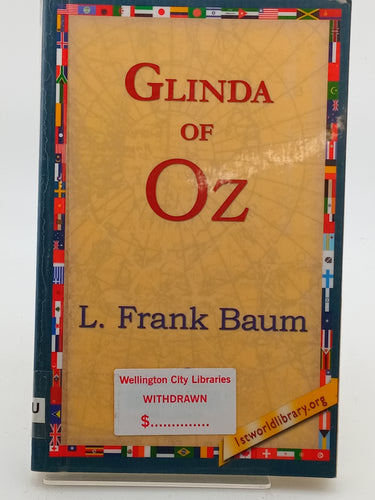 GLINDA
OF
OZ
L. Frank Baum
Wellington City Libraries
WITHDRAWN
$..............
1stworldlibrary.org
U